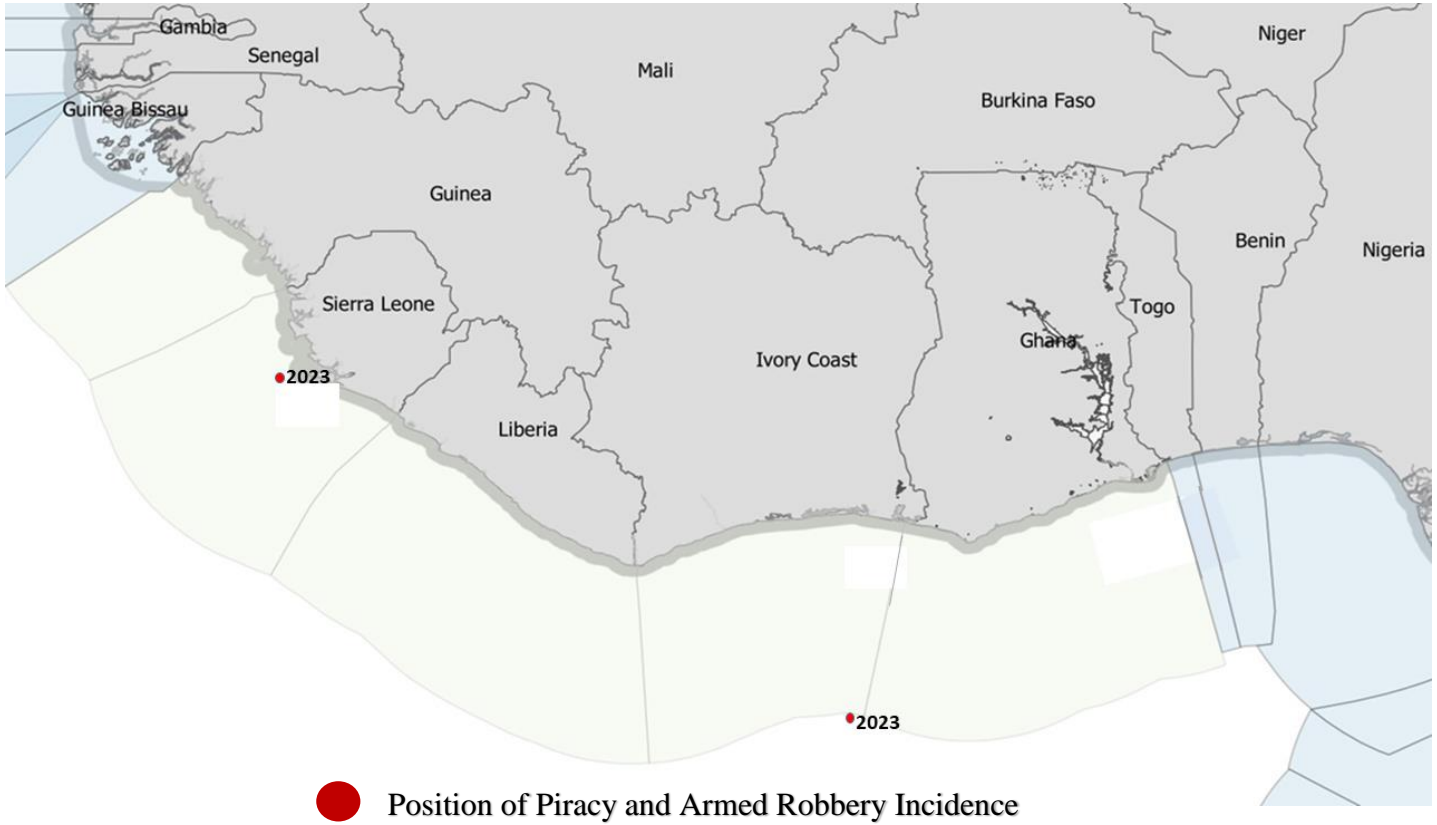 Gambia
Niger
Senegal
Mali
Burkina Faso
Guinea Bissau
Guinea
Benin
Nigeria
Sierra Leone
Togo
Ghana
Ivory Coast
2023
Liberia
2023
Position of Piracy and Armed Robbery Incidence